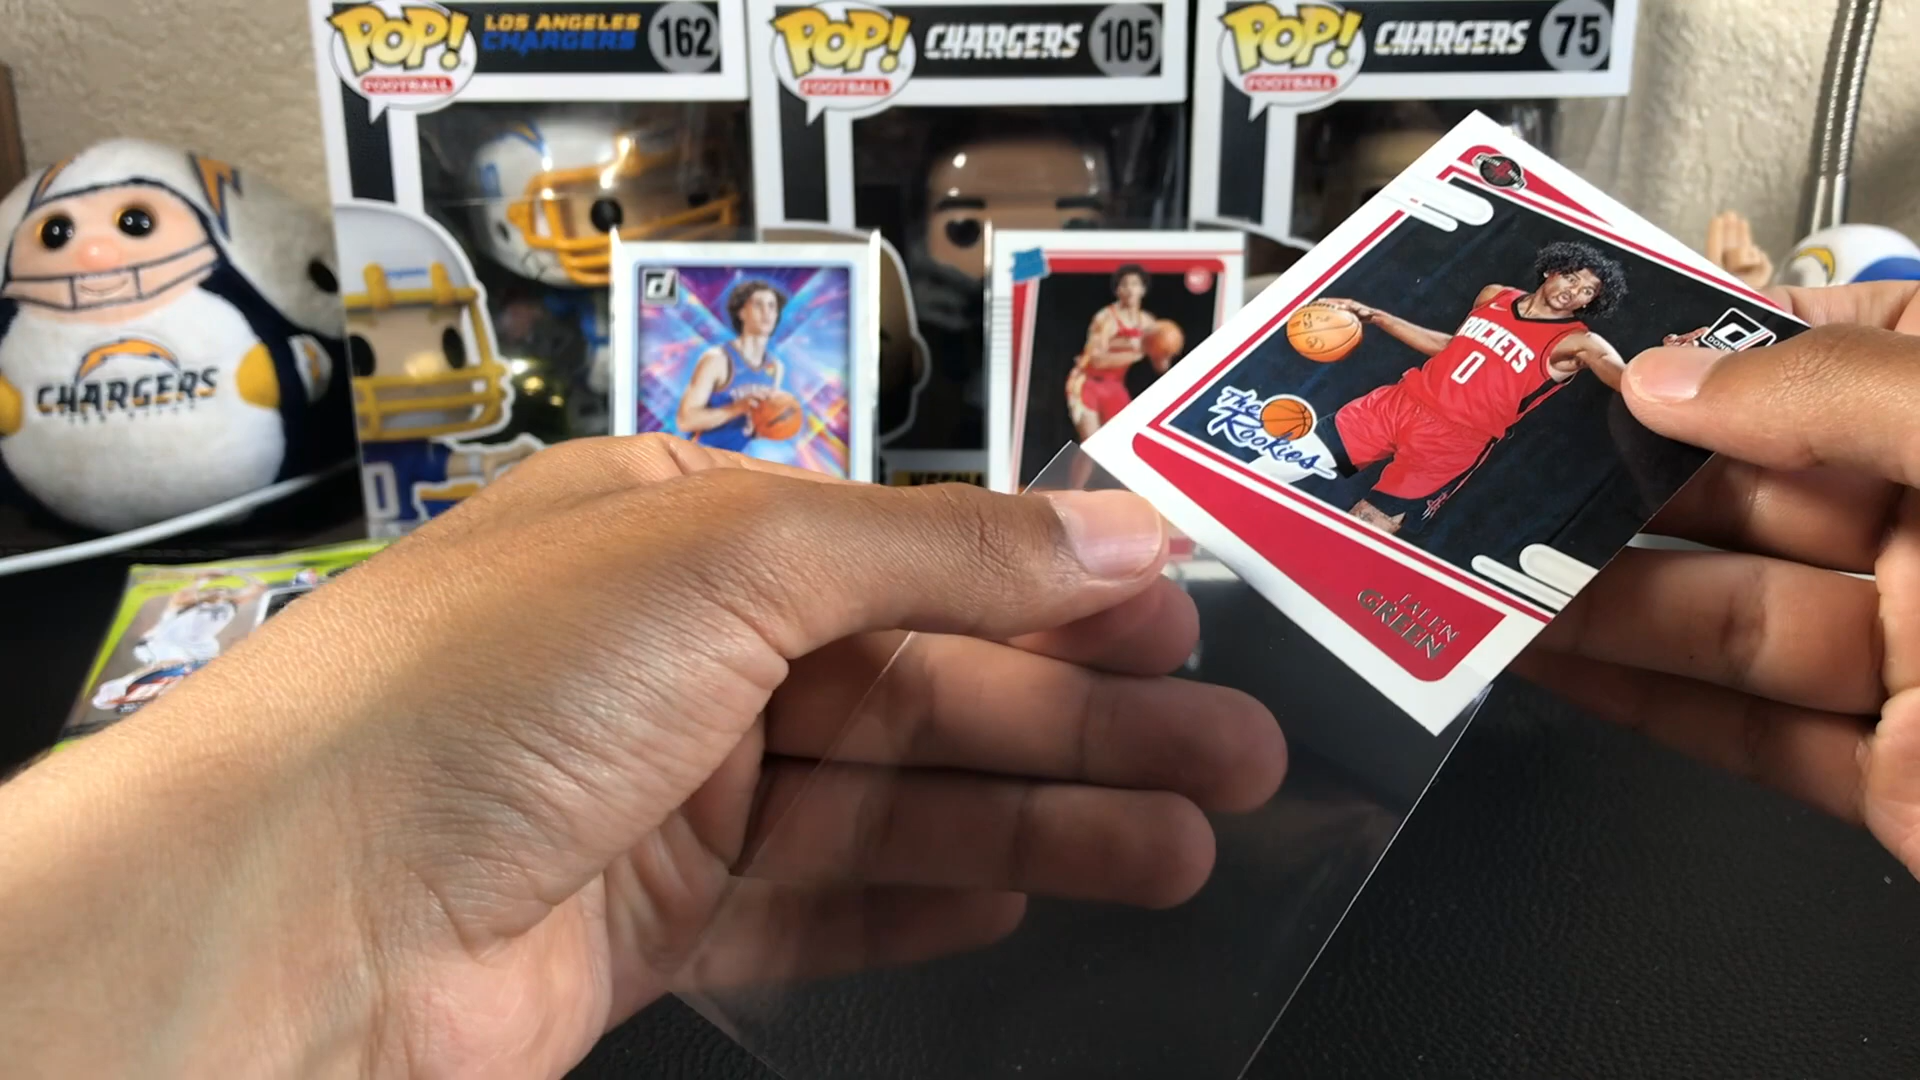 POP!
FOOTBALL
LOS ANGELES
CHARGERS
162
POP!
FOOTBALL
CHARGERS
105
POP!
FOOTBALL
CHARGERS
75
CHARGERS
d
ROCKETS
0
The
Rookies
JALEN
GREEN